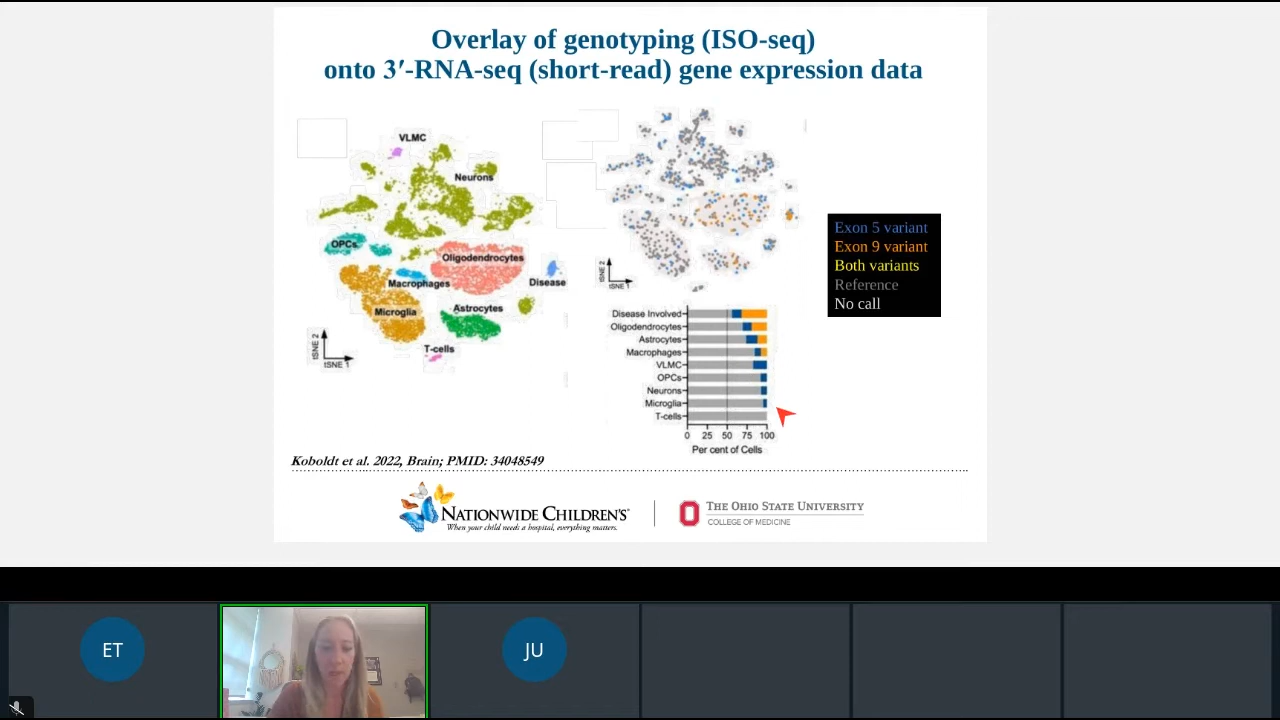 Overlay of genotyping (ISO-seq)
onto 3′-RNA-seq (short-read) gene expression data
VLMC
Neurons
OPCs
Oligodendrocytes
Macrophages
Disease
Microglia
Astrocytes
T-cells
tSNE 2
tSNE 1
tSNE 2
tSNE 1
Exon 5 variant
Exon 9 variant
Both variants
Reference
No call
Disease Involved
Oligodendrocytes
Astrocytes
Macrophages
VLMC
OPCs
Neurons
Microglia
T-cells
0 25 50 75 100
Per cent of Cells
Koboldt et al. 2022, Brain; PMID: 34048549
NATIONWIDE CHILDREN'S
When your child needs a hospital, everything matters.
THE OHIO STATE UNIVERSITY
COLLEGE OF MEDICINE
ET
JU